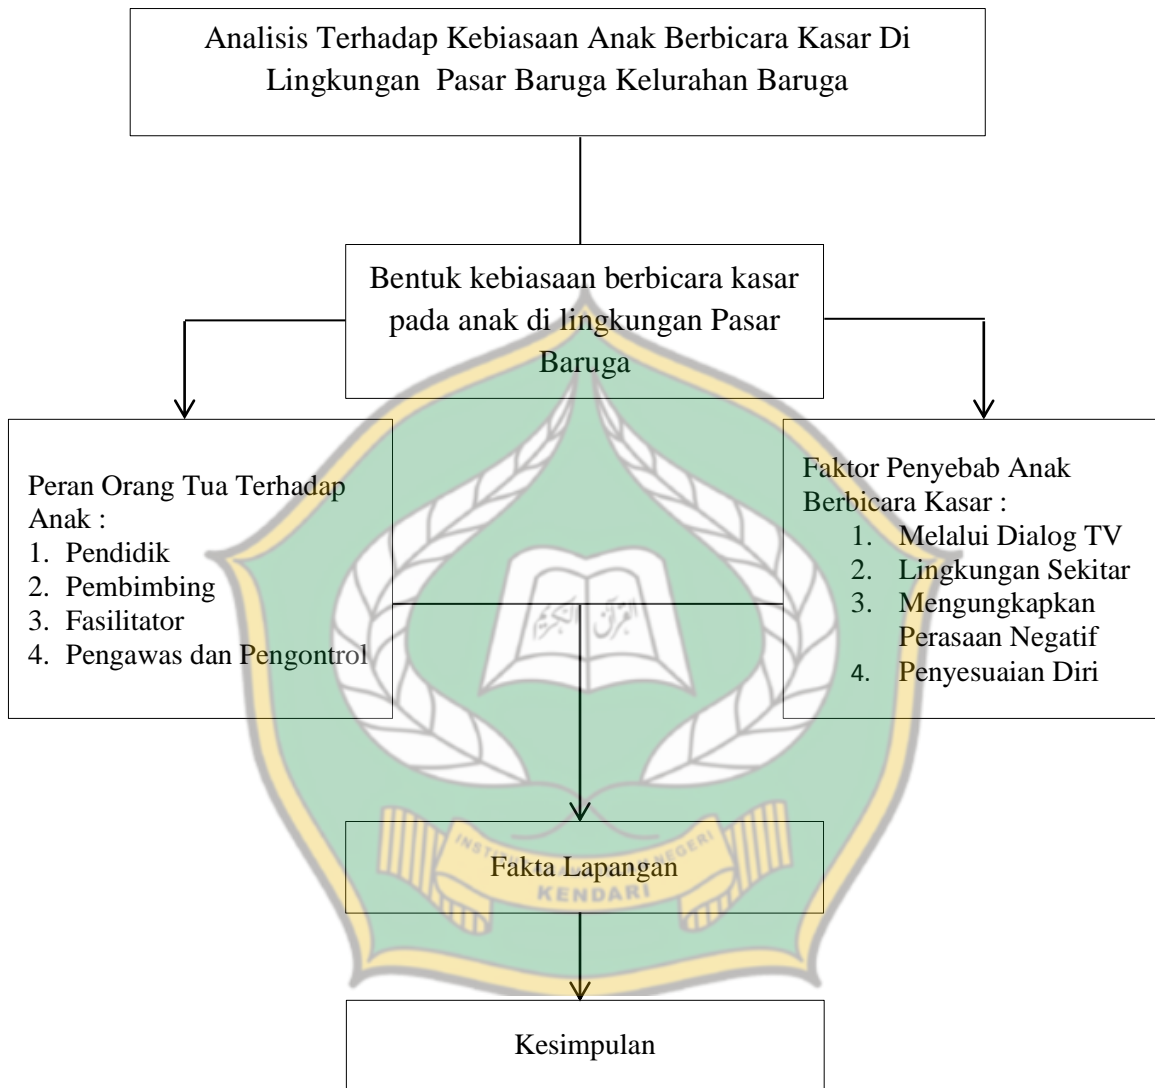 Analisis Terhadap Kebiasaan Anak Berbicara Kasar Di
Lingkungan Pasar Baruga Kelurahan Baruga
Bentuk kebiasaan berbicara kasar
pada anak di lingkungan Pasar
Baruga
Peran Orang Tua Terhadap
Anak :
1. Pendidik
2. Pembimbing
3. Fasilitator
4. Pengawas dan Pengontrol
Faktor Penyebab Anak
Berbicara Kasar :
1. Melalui Dialog TV
2. Lingkungan Sekitar
3. Mengungkapkan
Perasaan Negatif
4. Penyesuaian Diri
القرآن الكريم
Fakta Lapangan
NEGERI
KENDARI
Kesimpulan